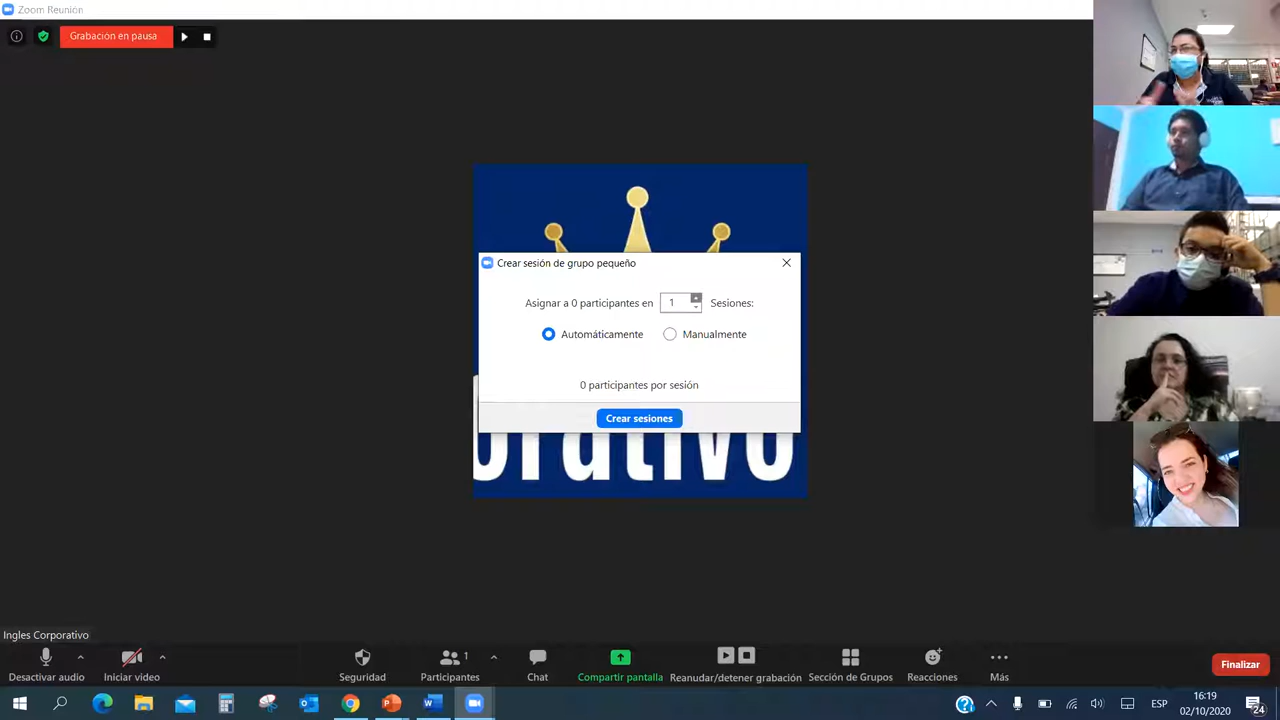 Zoom Reunión
Grabación en pausa
Crear sesión de grupo pequeño
Asignar a 0 participantes en 1 Sesiones:
Automáticamente Manualmente
0 participantes por sesión
Crear sesiones
orativo
Ingles Corporativo
1
Desactivar audio Iniciar video Seguridad Participantes Chat Compartir pantalla Reanudar/detener grabación Sección de Grupos Reacciones Más Finalizar
ESP
16:19
02/10/2020
24